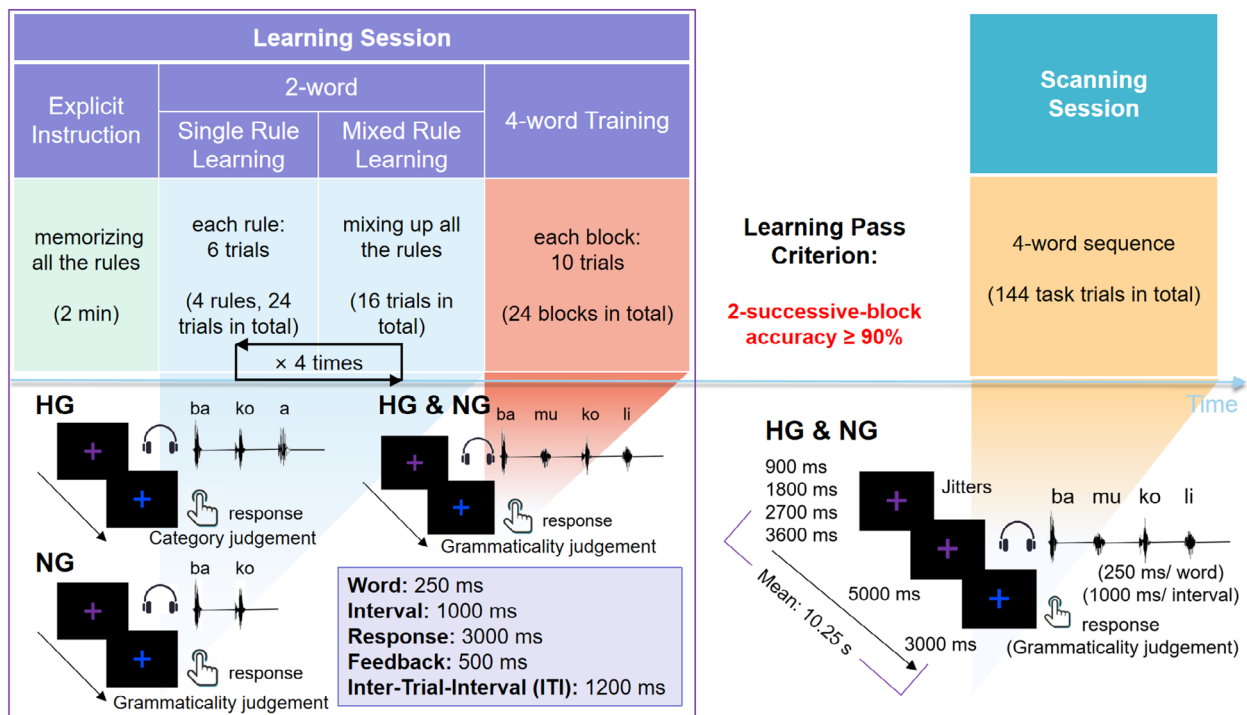 Learning Session
Explicit
Instruction
2-word
Single Rule
Learning
Mixed Rule
Learning
4-word Training
Scanning
Session
memorizing
all the rules
(2 min)
each rule:
6 trials
(4 rules, 24
trials in total)
mixing up all
the rules
(16 trials in
total)
× 4 times
each block:
10 trials
(24 blocks in total)
Learning Pass
Criterion:
2-successive-block
accuracy ≥ 90%
4-word sequence
(144 task trials in total)
Time
HG
ba ko a
response
Category judgement
NG
ba ko
response
Grammaticality judgement
HG & NG
ba mu ko li
response
Grammaticality judgement
Word: 250 ms
Interval: 1000 ms
Response: 3000 ms
Feedback: 500 ms
Inter-Trial-Interval (ITI): 1200 ms
HG & NG
900 ms
1800 ms
2700 ms
3600 ms
Jitters
ba mu ko li
(250 ms/ word)
(1000 ms/ interval)
5000 ms
Mean: 10.25 s
3000 ms
response
(Grammaticality judgement)